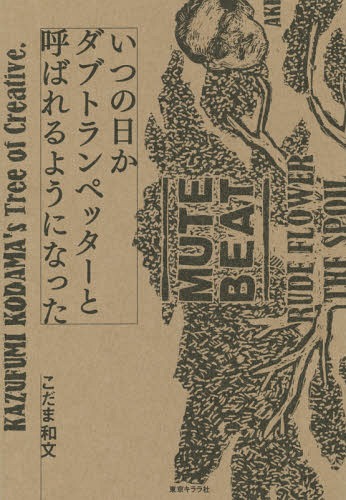 いつの日か
ダブトランペッターと
呼ばれるようになった
KAZUFUMI KODAMA's Tree of Creative.
こだま和文
MUTE
BEAT
RUDE FLOWER
THE SPOIL
東京キララ社